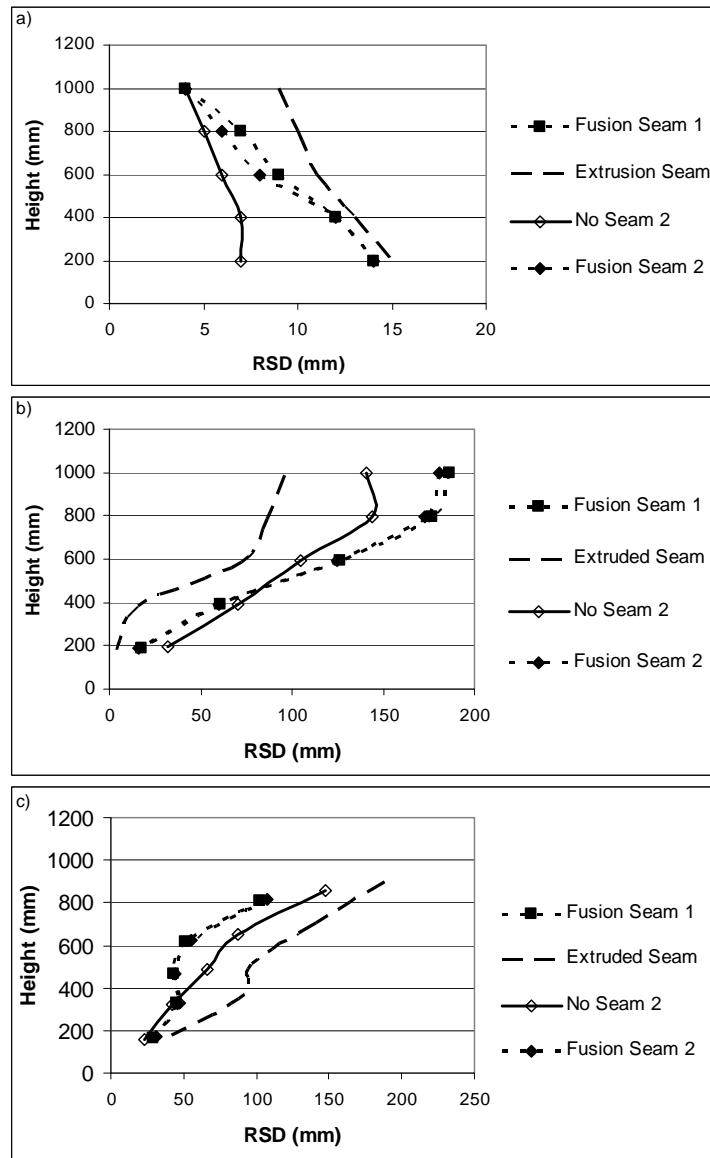 a)
1200
1000
800
600
400
200
0
Height (mm)
0 5 10 15 20
RSD (mm)
Fusion Seam 1
Extrusion Seam
No Seam 2
Fusion Seam 2
b)
1200
1000
800
600
400
200
0
Height (mm)
0 50 100 150 200
RSD (mm)
Fusion Seam 1
Extruded Seam
No Seam 2
Fusion Seam 2
c)
1200
1000
800
600
400
200
0
Height (mm)
0 50 100 150 200 250
RSD (mm)
Fusion Seam 1
Extruded Seam
No Seam 2
Fusion Seam 2